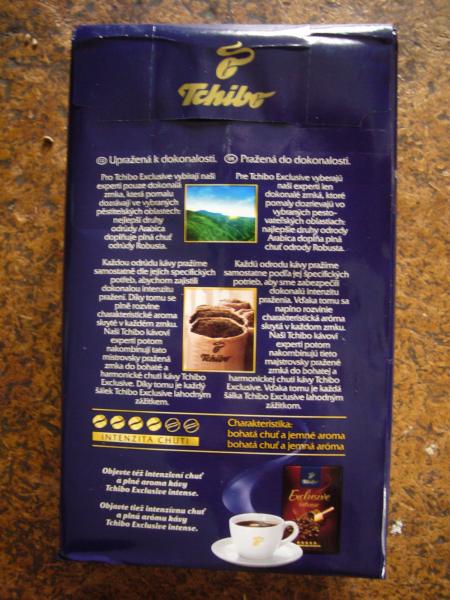 Tchibo
CZ Upražená k dokonalosti.
Pro Tchibo Exclusive vybírají naši
experti pouze dokonalá
zrnka, která pomalu
dozrávají ve vybraných
pěstitelských oblastech:
nejlepší druhy
odrůdy Arabica
doplňuje plná chuť
odrůdy Robusta.
Každou odrůdu kávy pražíme
samostatně dle jejich specifických
potřeb, abychom zajistili
dokonalou intenzitu
pražení. Díky tomu se
plně rozvine
charakteristické aroma
skryté v každém zrnku.
Naši Tchibo kávoví
experti potom
nakombinují tato
mistrovsky pražená
zrnka do bohaté a
harmonické chuti kávy Tchibo
Exclusive. Díky tomu je každý
šálek Tchibo Exclusive lahodným
zážitkem.
SK Pražená do dokonalosti.
Pre Tchibo Exclusive vyberajú
naši experti len
dokonalé zrnká, ktoré
pomaly dozrievajú vo
vybraných pesto-
vateľských oblastiach:
najlepšie druhy odrody
Arabica dopĺňa plná
chuť odrody Robusta.
Každú odrodu kávy pražíme
samostatne podľa jej špecifických
potrieb, aby sme zabezpečili
dokonalú intenzitu
praženia. Vďaka tomu sa
naplno rozvinie
charakteristická aróma
skrytá v každom zrnku.
Naši Tchibo kávoví
experti potom
nakombinujú tieto
majstrovsky pražené
zrnká do bohatej a
harmonickej chuti kávy Tchibo
Exclusive. Vďaka tomu je každá
šálka Tchibo Exclusive lahodným
zážitkom.
Tchibo
INTENZITA CHUTI
Charakteristika:
bohatá chuť a jemné aroma
bohatá chuť a jemná aróma
Objevte též intenzivní chuť
a plné aroma kávy
Tchibo Exclusive intense.
Objavte tiež intenzívnu chuť
a plnú arómu kávy
Tchibo Exclusive intense.
Exclusive
intense